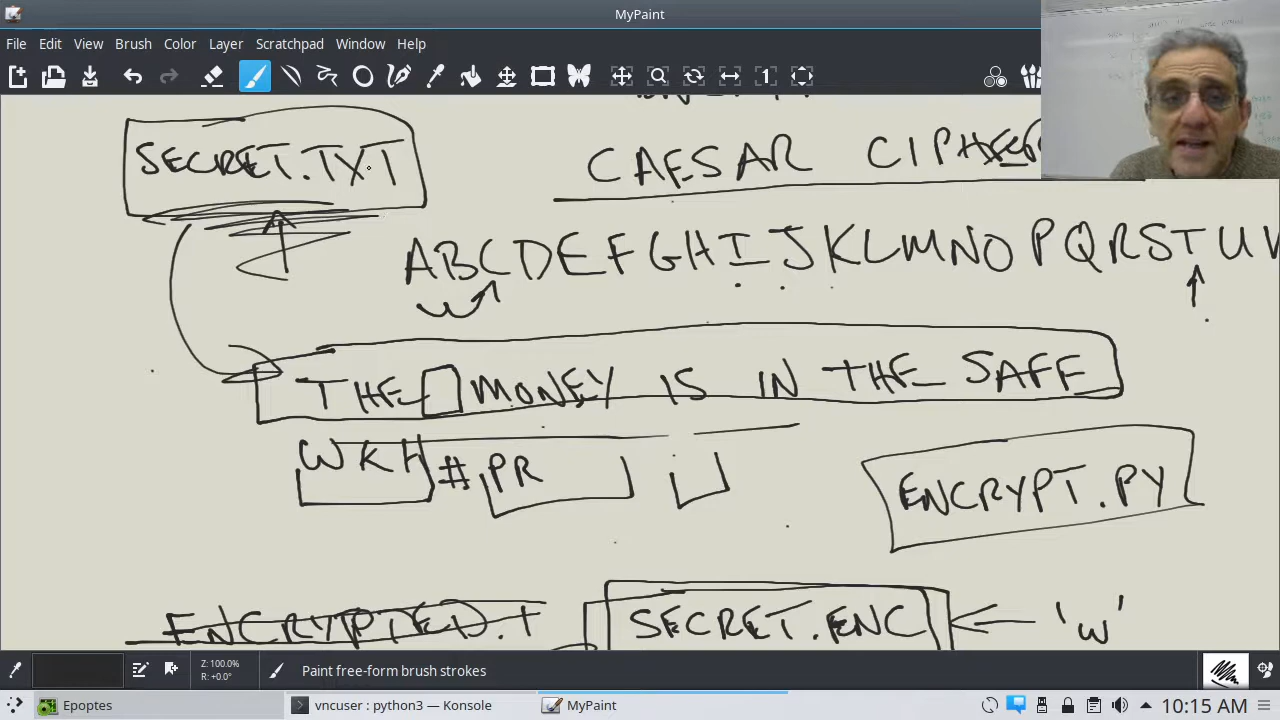 MyPaint
File Edit View Brush Color Layer Scratchpad Window Help
SECRET.TXT
CAESAR CIPHER
ABCDEFGHIJKLMNOPQRSTUV
THE MONEY IS IN THE SAFE
WKH # PR
ENCRYPT.PY
ENCRYPTED.T
SECRET.ENC ← 'w'
Z: 100.0%
R: +0.0°
Paint free-form brush strokes
Epoptes
vncuser : python3 — Konsole
MyPaint
10:15 AM